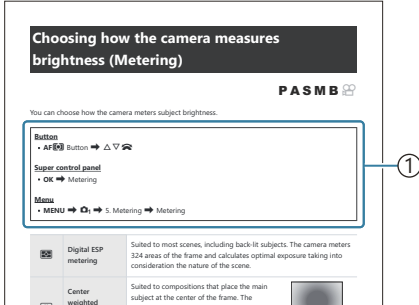 Choosing how the camera measures
brightness (Metering)
PASMB
You can choose how the camera meters subject brightness.
Button
• AF Button ➡ △ ▽
Super control panel
• OK ➡ Metering
Menu
• MENU ➡ 1 ➡ 5. Metering ➡ Metering
①
Digital ESP
metering
Suited to most scenes, including back-lit subjects. The camera meters
324 areas of the frame and calculates optimal exposure taking into
consideration the nature of the scene.
Center
weighted
Suited to compositions that place the main
subject at the center of the frame. The